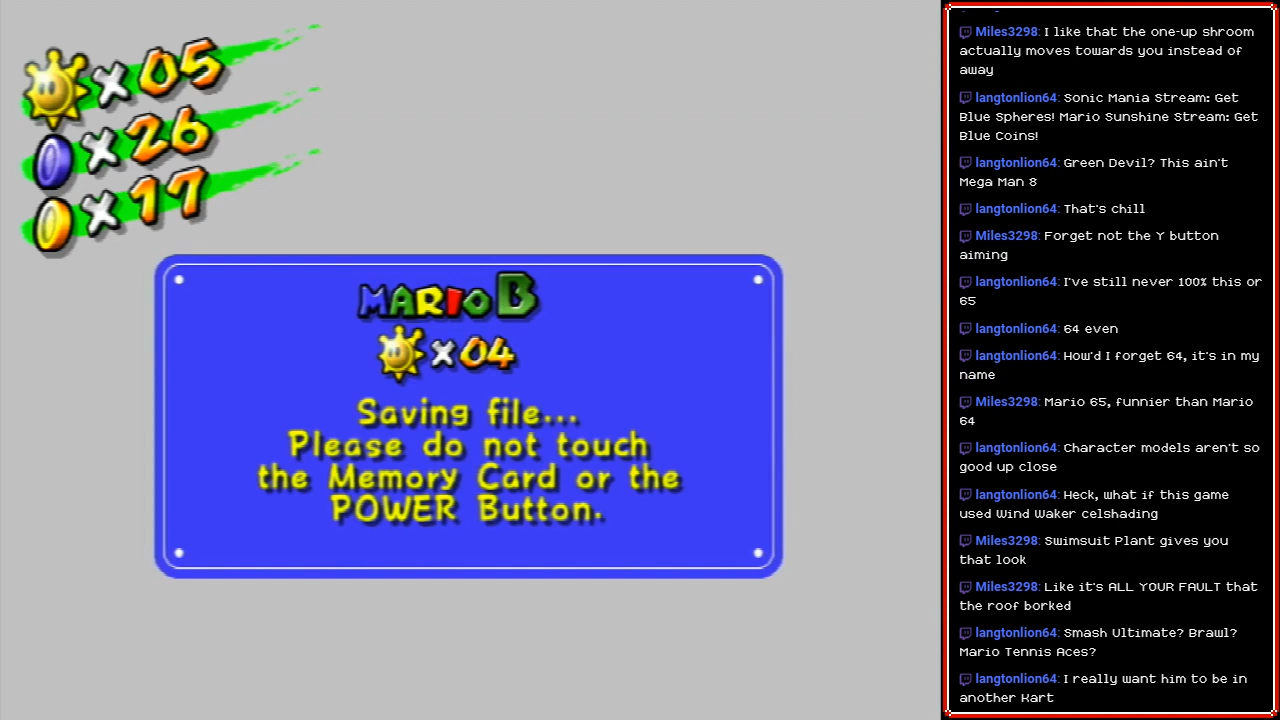 ×05
×26
×17
MARIO B
×04
Saving file...
Please do not touch
the Memory Card or the
POWER Button.
Miles3298: I like that the one-up shroom
actually moves towards you instead of
away
langtonlion64: Sonic Mania Stream: Get
Blue Spheres! Mario Sunshine Stream: Get
Blue Coins!
langtonlion64: Green Devil? This ain't
Mega Man 8
langtonlion64: That's chill
Miles3298: Forget not the Y button
aiming
langtonlion64: I've still never 100% this or
65
langtonlion64: 64 even
langtonlion64: How'd I forget 64, it's in my
name
Miles3298: Mario 65, funnier than Mario
64
langtonlion64: Character models aren't so
good up close
langtonlion64: Heck, what if this game
used Wind Waker celshading
Miles3298: Swimsuit Plant gives you
that look
Miles3298: Like it's ALL YOUR FAULT that
the roof borked
langtonlion64: Smash Ultimate? Brawl?
Mario Tennis Aces?
langtonlion64: I really want him to be in
another Kart